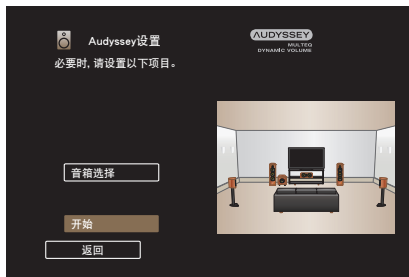 Audyssey设置
AUDYSSEY
MULTEQ
DYNAMIC VOLUME
必要时, 请设置以下项目。
音箱选择
开始
返回